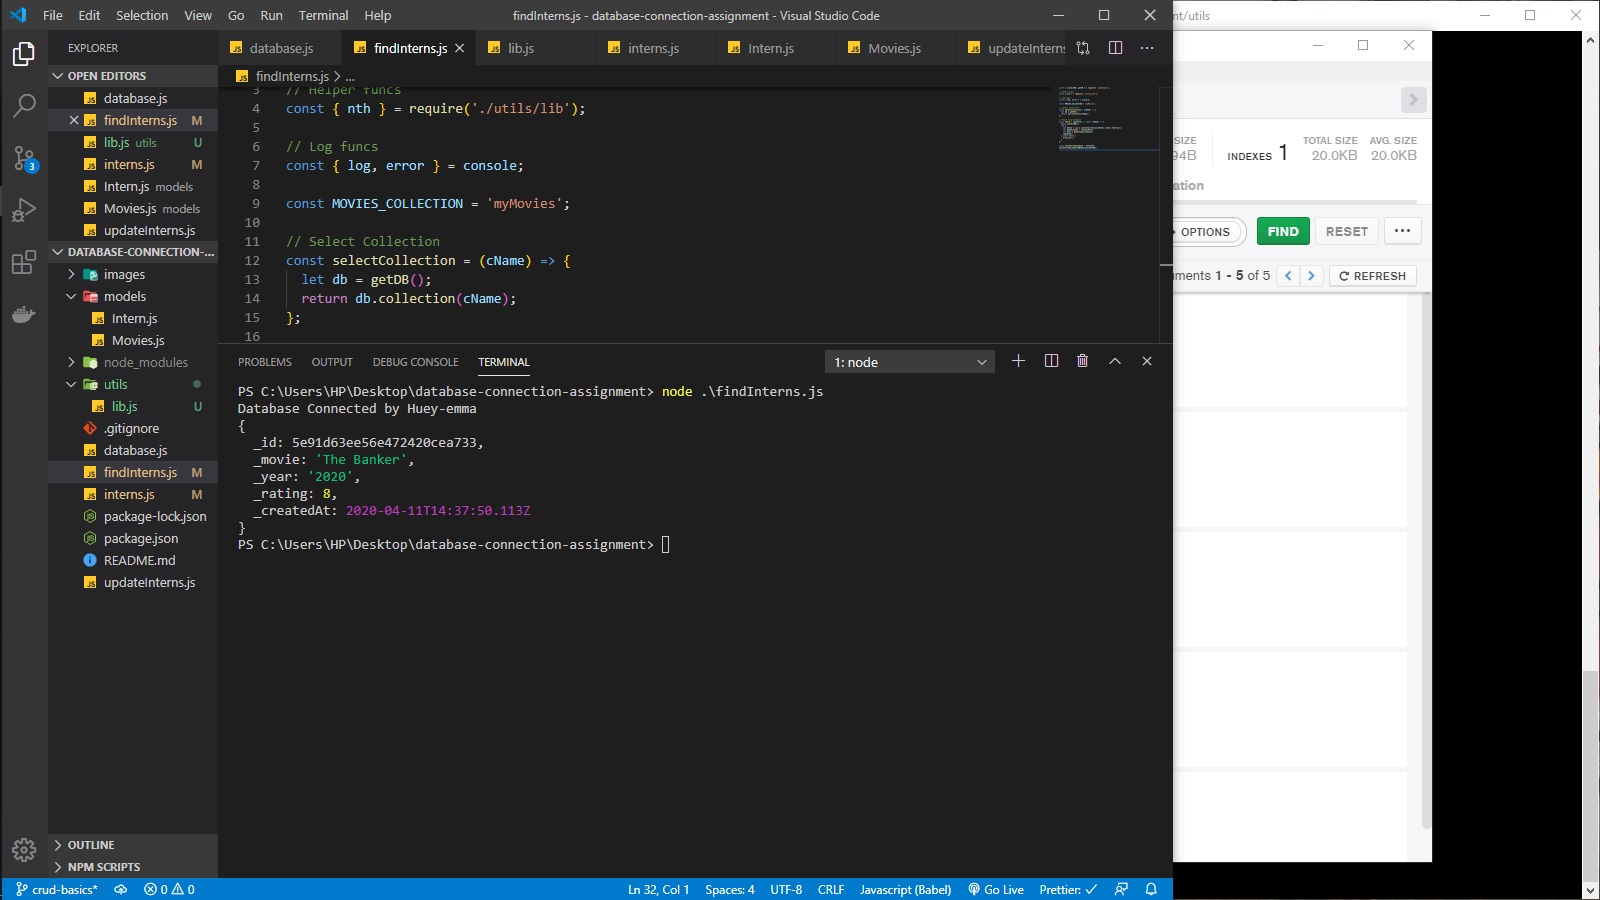 File Edit Selection View Go Run Terminal Help
findInterns.js - database-connection-assignment - Visual Studio Code
nt/utils
EXPLORER
OPEN EDITORS
database.js
findInterns.js M
lib.js utils U
interns.js M
Intern.js models
Movies.js models
updateInterns.js
DATABASE-CONNECTION-...
images
models
Intern.js
Movies.js
node_modules
utils
lib.js U
.gitignore
database.js
findInterns.js M
interns.js M
package-lock.json
package.json
README.md
updateInterns.js
OUTLINE
NPM SCRIPTS
3
database.js findInterns.js lib.js interns.js Intern.js Movies.js updateInterns
findInterns.js > ...
3 // Helper funcs
4 const { nth } = require('./utils/lib');
5
6 // Log funcs
7 const { log, error } = console;
8
9 const MOVIES_COLLECTION = 'myMovies';
10
11 // Select Collection
12 const selectCollection = (cName) => {
13 let db = getDB();
14 return db.collection(cName);
15 };
16
PROBLEMS OUTPUT DEBUG CONSOLE TERMINAL
1: node
PS C:\Users\HP\Desktop\database-connection-assignment> node .\findInterns.js
Database Connected by Huey-emma
{
_id: 5e91d63ee56e472420cea733,
_movie: 'The Banker',
_year: '2020',
_rating: 8,
_createdAt: 2020-04-11T14:37:50.113Z
}
PS C:\Users\HP\Desktop\database-connection-assignment>
SIZE
94B
INDEXES 1
TOTAL SIZE AVG. SIZE
20.0KB 20.0KB
ation
OPTIONS FIND RESET ...
uments 1 - 5 of 5 REFRESH
crud-basics* 0 0
Ln 32, Col 1 Spaces: 4 UTF-8 CRLF Javascript (Babel) Go Live Prettier: ✓